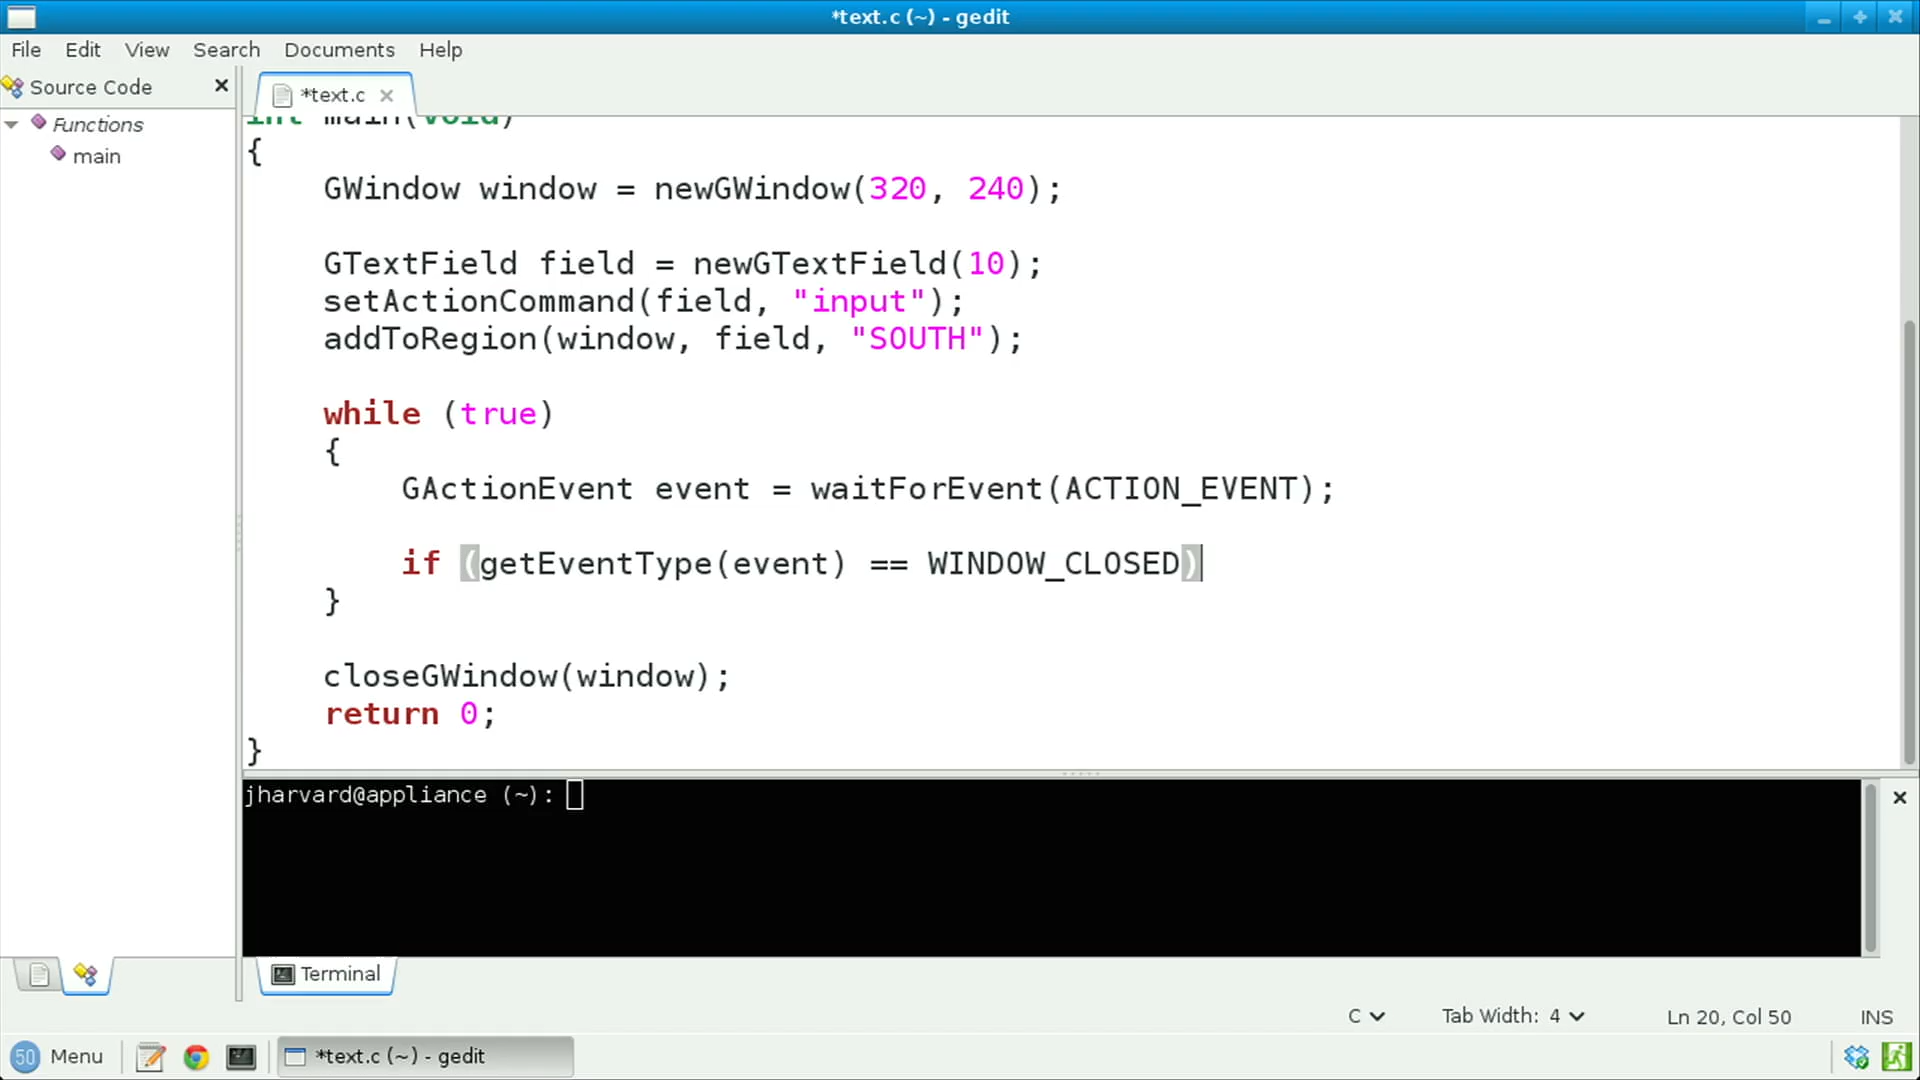 *text.c (~) - gedit
File Edit View Search Documents Help
Source Code
*text.c
Functions
main
int main(void)
{
GWindow window = newGWindow(320, 240);
GTextField field = newGTextField(10);
setActionCommand(field, "input");
addToRegion(window, field, "SOUTH");
while (true)
{
GActionEvent event = waitForEvent(ACTION_EVENT);
if (getEventType(event) == WINDOW_CLOSED)
}
closeGWindow(window);
return 0;
}
jharvard@appliance (~):
Terminal
C Tab Width: 4 Ln 20, Col 50 INS
50 Menu *text.c (~) - gedit